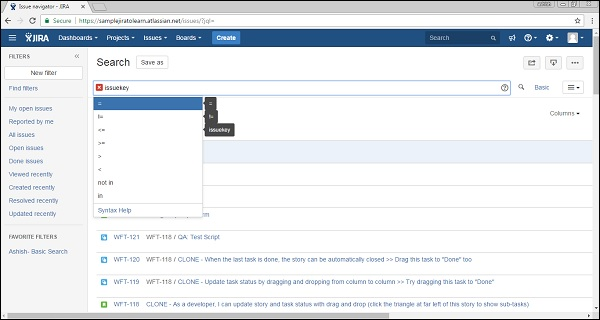 Issue navigator - JIRA
Secure https://samplejiratolearn.atlassian.net/issues/?jql=
JIRA Dashboards Projects Issues Boards Create Search
FILTERS
New filter
Find filters
My open issues
Reported by me
All issues
Open issues
Done issues
Viewed recently
Created recently
Resolved recently
Updated recently
FAVORITE FILTERS
Ashish- Basic Search
Search Save as
issuekey Basic
Columns
= =
!= !=
<= issuekey
>=
>
<
not in
in
Syntax Help
WFT-121 WFT-118 / QA: Test Script
WFT-120 WFT-118 / CLONE - When the last task is done, the story can be automatically closed >> Drag this task to "Done" too
WFT-119 WFT-118 / CLONE - Update task status by dragging and dropping from column to column >> Try dragging this task to "Done"
WFT-118 CLONE - As a developer, I can update story and task status with drag and drop (click the triangle at far left of this story to show sub-tasks)